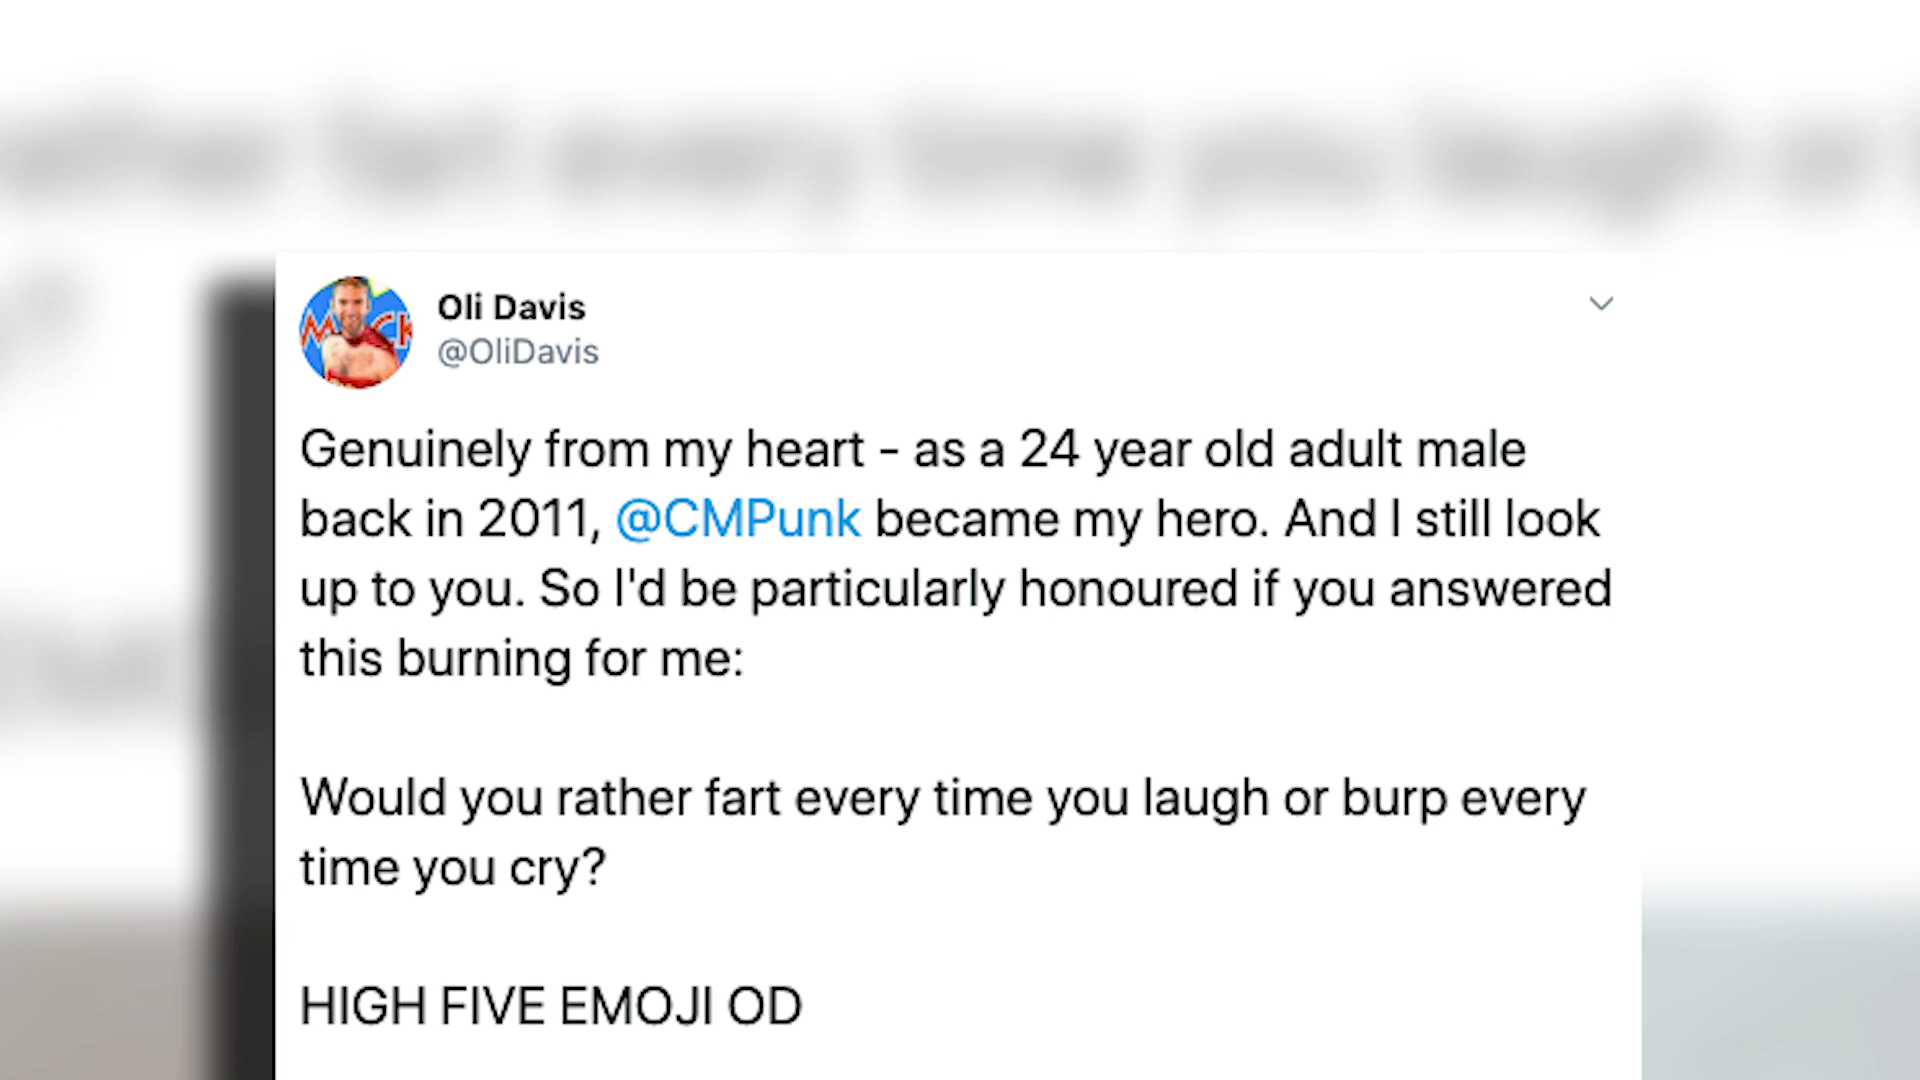 Oli Davis
@OliDavis
Genuinely from my heart - as a 24 year old adult male
back in 2011, @CMPunk became my hero. And I still look
up to you. So I'd be particularly honoured if you answered
this burning for me:
Would you rather fart every time you laugh or burp every
time you cry?
HIGH FIVE EMOJI OD